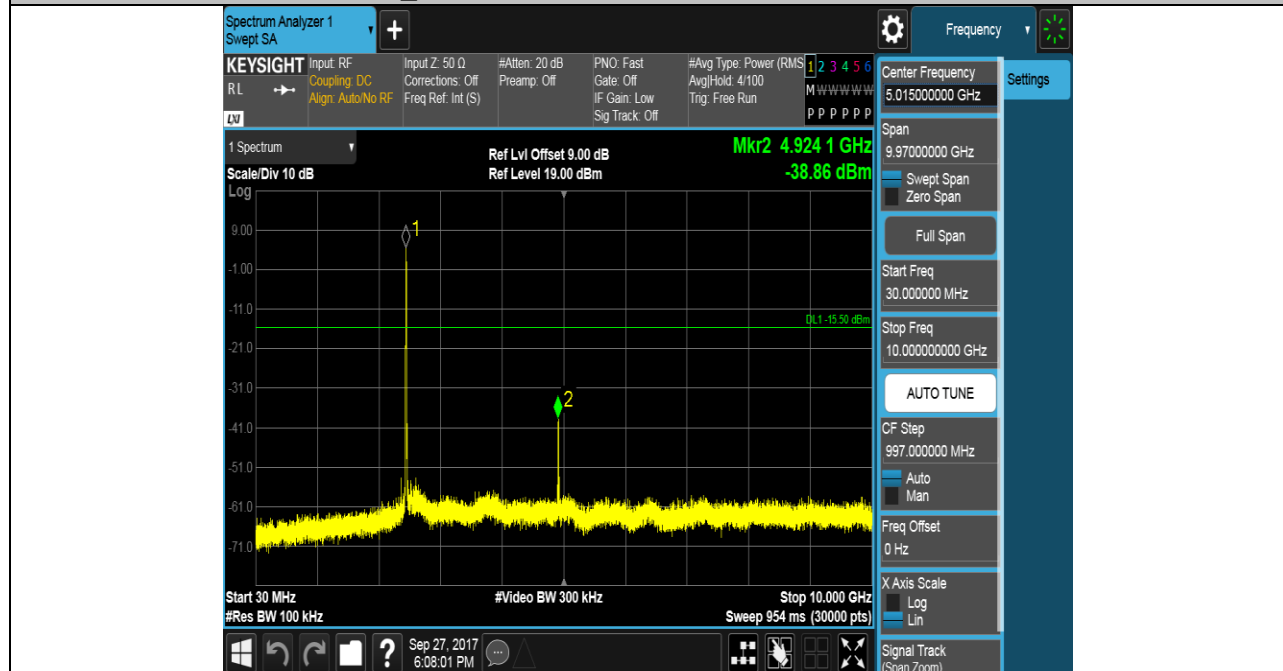 Spectrum Analyzer 1
Swept SA
+
Frequency
KEYSIGHT
RL
LXI
Input: RF
Coupling: DC
Align: Auto/No RF
Input Z: 50 Ω
Corrections: Off
Freq Ref: Int (S)
#Atten: 20 dB
Preamp: Off
PNO: Fast
Gate: Off
IF Gain: Low
Sig Track: Off
#Avg Type: Power (RMS
Avg|Hold: 4/100
Trig: Free Run
1 2 3 4 5 6
M W W W W W
P P P P P P
1 Spectrum
Scale/Div 10 dB
Log
Ref Lvl Offset 9.00 dB
Ref Level 19.00 dBm
Mkr2 4.924 1 GHz
-38.86 dBm
9.00
-1.00
-11.0
-21.0
-31.0
-41.0
-51.0
-61.0
-71.0
1
2
DL1 -15.50 dBm
Start 30 MHz
#Res BW 100 kHz
#Video BW 300 kHz
Stop 10.000 GHz
Sweep 954 ms (30000 pts)
?
Sep 27, 2017
6:08:01 PM
Center Frequency
5.015000000 GHz
Span
9.97000000 GHz
Swept Span
Zero Span
Full Span
Start Freq
30.000000 MHz
Stop Freq
10.000000000 GHz
AUTO TUNE
CF Step
997.000000 MHz
Auto
Man
Freq Offset
0 Hz
X Axis Scale
Log
Lin
Signal Track
(Span Zoom)
Settings